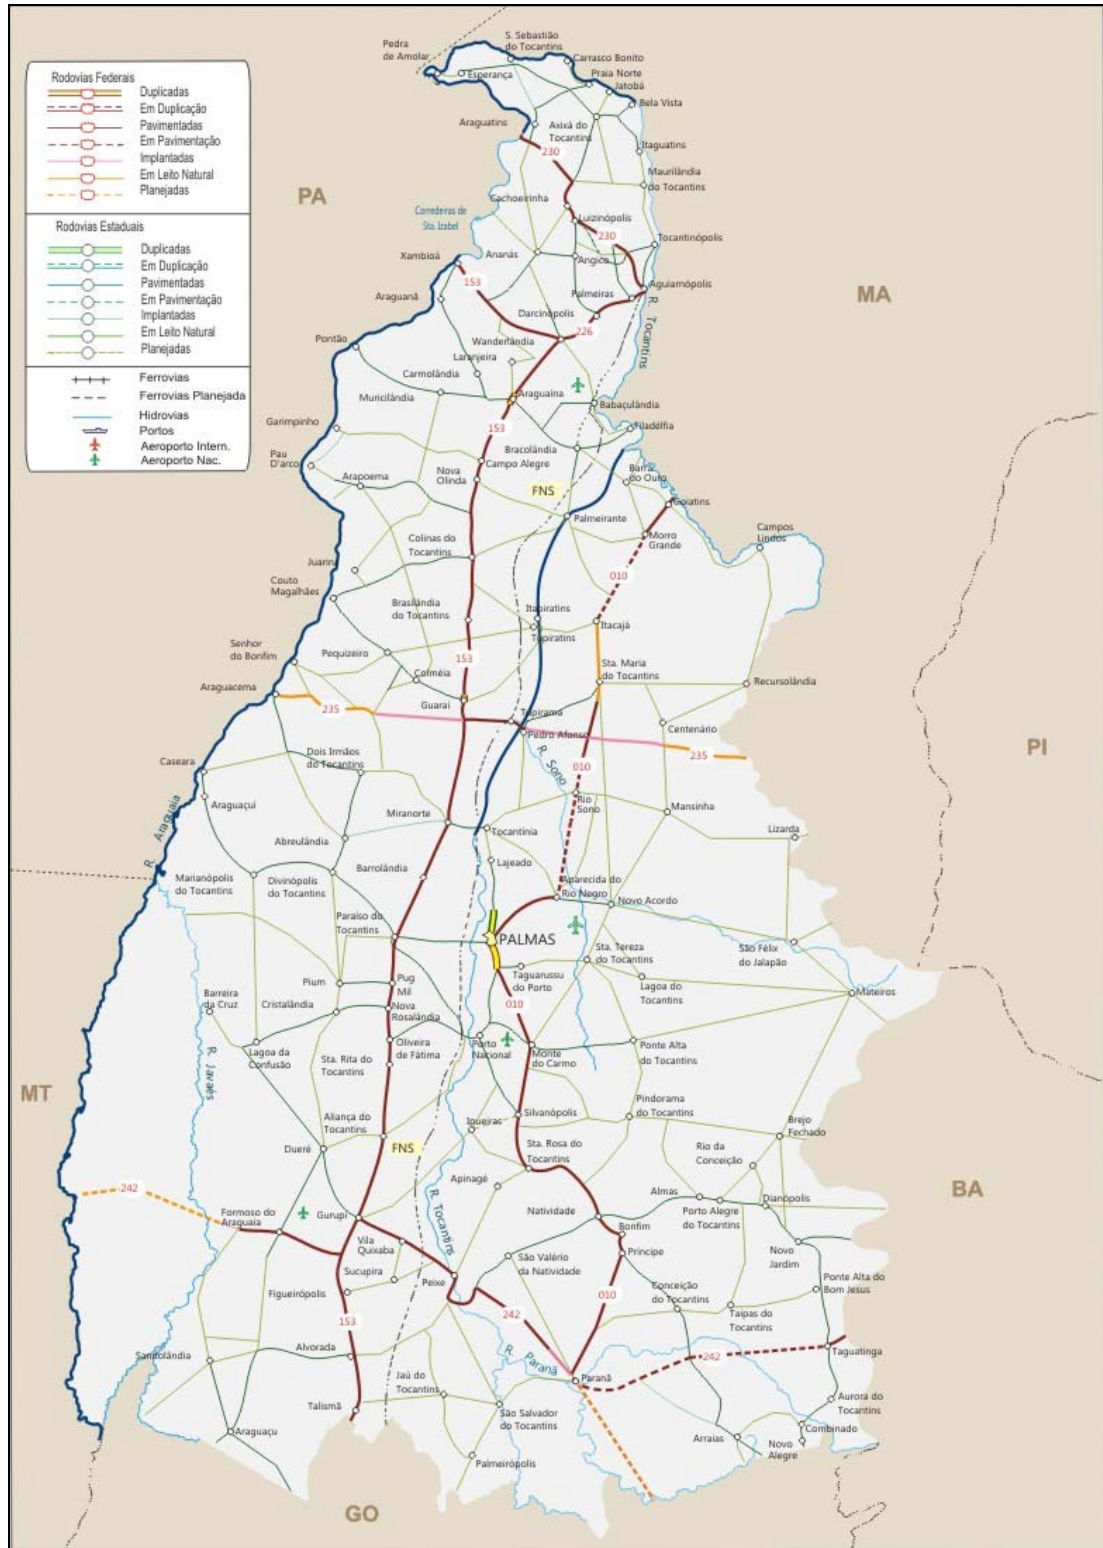 Rodovias Federais
Duplicadas
Em Duplicação
Pavimentadas
Em Pavimentação
Implantadas
Em Leito Natural
Planejadas
Rodovias Estaduais
Duplicadas
Em Duplicação
Pavimentadas
Em Pavimentação
Implantadas
Em Leito Natural
Planejadas
Ferrovias
Ferrovias Planejada
Hidrovias
Portos
Aeroporto Intern.
Aeroporto Nac.
Pedra
de Amolar
S. Sebastião
do Tocantins
Carrasco Bonito
Esperança
Praia Norte
Jatobá
Bela Vista
Araguatins
Axixá do
Tocantins
Itaguatins
230
Maurilândia
do Tocantins
PA
Cachoeirinha
Corredeiras de
Sta. Izabel
Luizinópolis
230
Tocantinópolis
Xambioá
Ananás
Angico
153
Aguiamópolis
Araguanã
Palmeiras
MA
R. Tocantins
Darcinópolis
226
Pontão
Wanderlândia
Laranjeira
Carmolândia
Muricilândia
Araguaína
Babaçulândia
Garimpinho
153
Filadélfia
Bracolândia
Pau
D'arco
Campo Alegre
Nova
Olinda
Barra
do Ouro
Arapoema
FNS
Goiatins
Palmeirante
Morro
Grande
Campos
Lindos
Colinas do
Tocantins
Juarin
Couto
Magalhães
010
Brasilândia
do Tocantins
Itapiratins
Tupiratins
Itacajá
Senhor
do Bonfim
Pequizeiro
153
Colméia
Sta. Maria
do Tocantins
Recursolândia
Araguacema
235
Guaraí
Tupirama
Pedro Afonso
Centenário
235
PI
Dois Irmãos
do Tocantins
R. Sono
010
Caseara
Araguaçuí
Rio
Sono
Mansinha
Miranorte
Tocantínia
Lizarda
R. Araguaia
Abreulândia
Lajeado
Barrolândia
Marianópolis
do Tocantins
Divinópolis
do Tocantins
Aparecida do
Rio Negro
Novo Acordo
Paraíso do
Tocantins
PALMAS
Sta. Tereza
do Tocantins
São Félix
do Jalapão
Taguarussu
do Porto
Lagoa do
Tocantins
Pium
Pug
Mil
Mateiros
Barreira
da Cruz
Cristalândia
Nova
Rosalândia
010
R. Javaés
Lagoa da
Confusão
Sta. Rita do
Tocantins
Oliveira
de Fátima
Porto
Nacional
Monte
do Carmo
Ponte Alta
do Tocantins
MT
Aliança do
Tocantins
Ipueiras
Silvanópolis
Pindorama
do Tocantins
Brejo
Fechado
Dueré
FNS
Sta. Rosa do
Tocantins
Rio da
Conceição
Apinagé
242
R. Tocantins
Almas
Porto Alegre
do Tocantins
Dianópolis
BA
Formoso do
Araguaia
Gurupi
Natividade
Bonfim
Vila
Quixaba
Principe
Novo
Jardim
Sucupira
Peixe
São Valério
da Natividade
Conceição
do Tocantins
Ponte Alta do
Bom Jesus
Figueirópolis
010
Taipas do
Tocantins
153
242
Sandolândia
Alvorada
R. Paranã
242
Taguatinga
Jaú do
Tocantins
Paranã
Talismã
São Salvador
do Tocantins
Aurora do
Tocantins
Araguaçu
Combinado
Arraias
Novo
Alegre
Palmeirópolis
GO